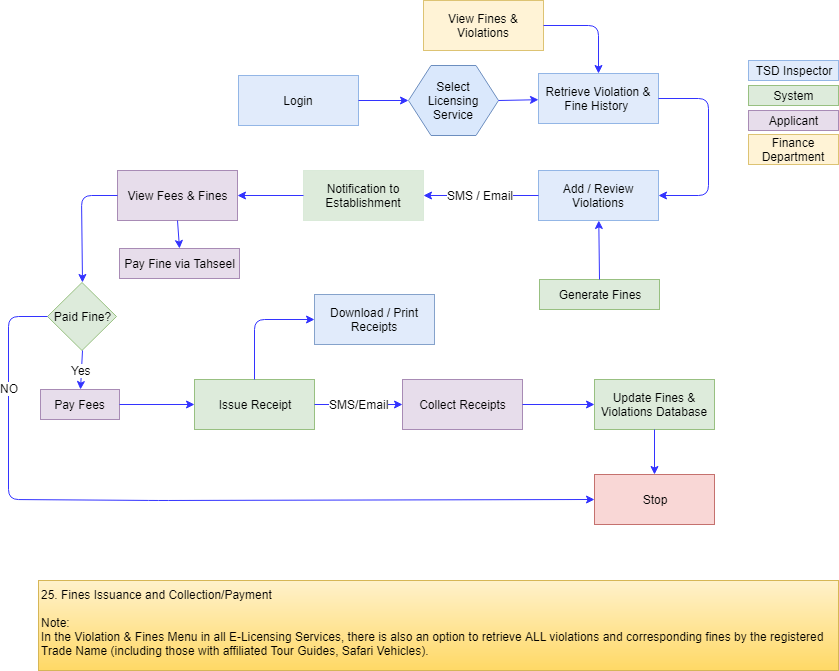 View Fines &
Violations
TSD Inspector
System
Applicant
Finance
Department
Login
Select
Licensing
Service
Retrieve Violation &
Fine History
View Fees & Fines
Notification to
Establishment
SMS / Email
Add / Review
Violations
Pay Fine via Tahseel
Generate Fines
Paid Fine?
Download / Print
Receipts
Yes
NO
Pay Fees
Issue Receipt
SMS/Email
Collect Receipts
Update Fines &
Violations Database
Stop
25. Fines Issuance and Collection/Payment
Note:
In the Violation & Fines Menu in all E-Licensing Services, there is also an option to retrieve ALL violations and corresponding fines by the registered
Trade Name (including those with affiliated Tour Guides, Safari Vehicles).